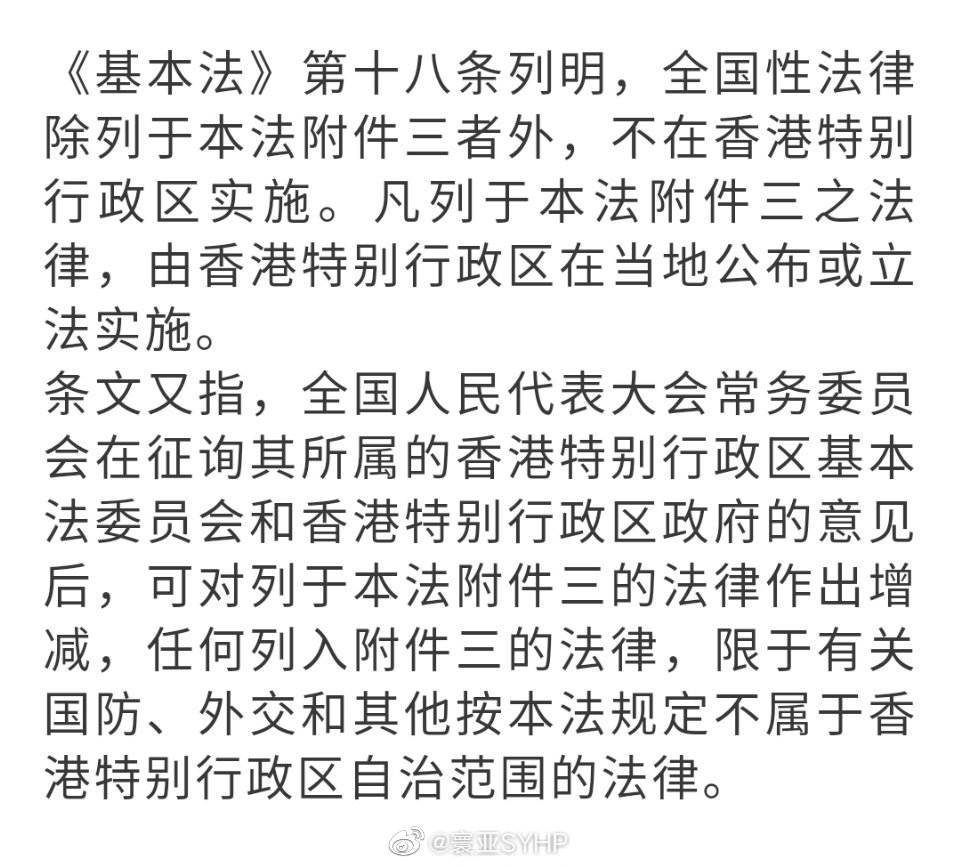 《基本法》第十八条列明，全国性法律
除列于本法附件三者外，不在香港特别
行政区实施。凡列于本法附件三之法
律，由香港特别行政区在当地公布或立
法实施。
条文又指，全国人民代表大会常务委员
会在征询其所属的香港特别行政区基本
法委员会和香港特别行政区政府的意见
后，可对列于本法附件三的法律作出增
减，任何列入附件三的法律，限于有关
国防、外交和其他按本法规定不属于香
港特别行政区自治范围的法律。
@寰亚SYHP